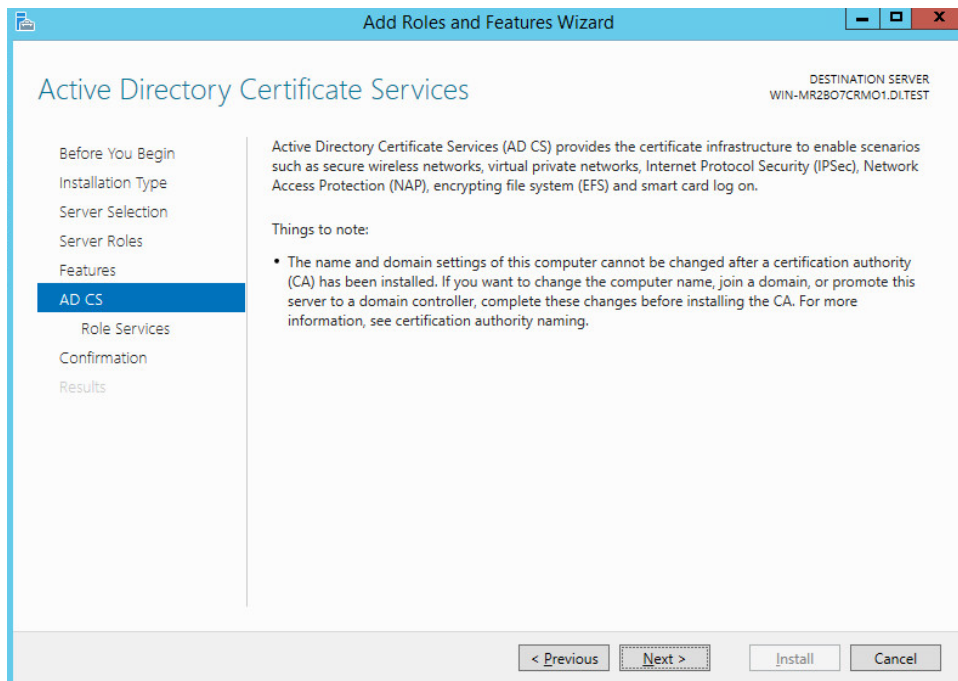 Add Roles and Features Wizard
Active Directory Certificate Services
DESTINATION SERVER
WIN-MR2BO7CRMO1.DI.TEST
Before You Begin
Installation Type
Server Selection
Server Roles
Features
AD CS
Role Services
Confirmation
Results
Active Directory Certificate Services (AD CS) provides the certificate infrastructure to enable scenarios
such as secure wireless networks, virtual private networks, Internet Protocol Security (IPSec), Network
Access Protection (NAP), encrypting file system (EFS) and smart card log on.
Things to note:
• The name and domain settings of this computer cannot be changed after a certification authority
(CA) has been installed. If you want to change the computer name, join a domain, or promote this
server to a domain controller, complete these changes before installing the CA. For more
information, see certification authority naming.
< Previous
Next >
Install
Cancel